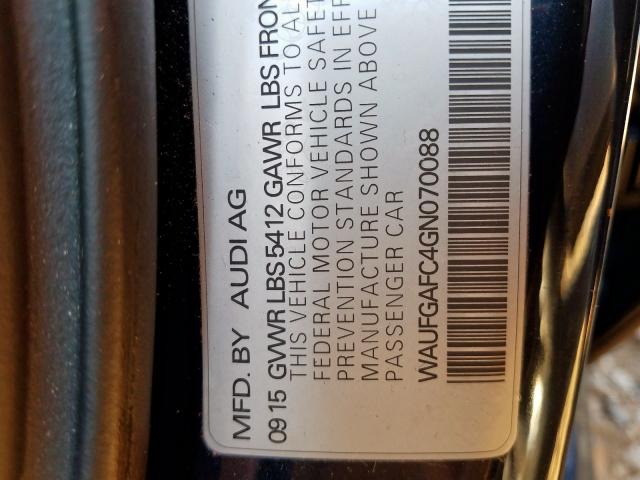 MFD. BY AUDI AG
09 15 GVWR LBS 5412 GAWR LBS FRON
THIS VEHICLE CONFORMS TO AL
FEDERAL MOTOR VEHICLE SAFET
PREVENTION STANDARDS IN EFF
MANUFACTURE SHOWN ABOVE
PASSENGER CAR
WAUFGAFC4GN070088